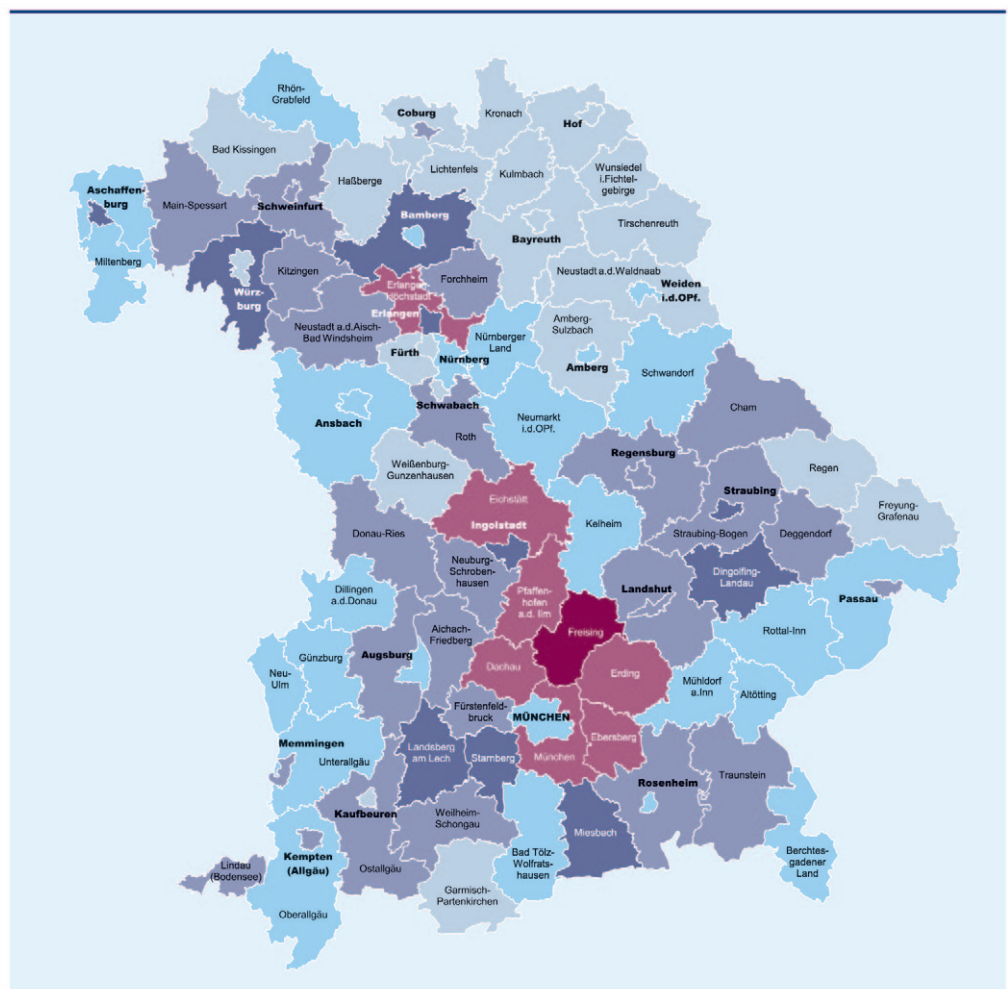 Rhön-
Grabfeld
Coburg
Kronach
Hof
Bad Kissingen
Lichtenfels
Kulmbach
Wunsiedel
i.Fichtel-
gebirge
Haßberge
Aschaffen-
burg
Main-Spessart
Schweinfurt
Bamberg
Tirschenreuth
Bayreuth
Miltenberg
Kitzingen
Forchheim
Neustadt a.d.Waldnaab
Erlangen-
Höchstadt
Weiden
i.d.OPf.
Würz-
burg
Erlangen
Neustadt a.d.Aisch-
Bad Windsheim
Nürnberger
Land
Amberg-
Sulzbach
Fürth
Nürnberg
Amberg
Schwandorf
Schwabach
Cham
Ansbach
Neumarkt
i.d.OPf.
Roth
Regensburg
Weißenburg-
Gunzenhausen
Regen
Straubing
Eichstätt
Freyung-
Grafenau
Ingolstadt
Kelheim
Donau-Ries
Straubing-Bogen
Deggendorf
Neuburg-
Schroben-
hausen
Dingolfing-
Landau
Dillingen
a.d.Donau
Pfaffen-
hofen
a.d. Ilm
Landshut
Passau
Aichach-
Friedberg
Freising
Rottal-Inn
Günzburg
Augsburg
Dachau
Erding
Neu-
Ulm
Mühldorf
a.Inn
Altötting
Fürstenfeld-
bruck
MÜNCHEN
Memmingen
Landsberg
am Lech
Starnberg
München
Ebersberg
Unterallgäu
Rosenheim
Traunstein
Kaufbeuren
Weilheim-
Schongau
Miesbach
Kempten
(Allgäu)
Bad Tölz-
Wolfrats-
hausen
Berchtes-
gadener
Land
Lindau
(Bodensee)
Ostallgäu
Garmisch-
Partenkirchen
Oberallgäu